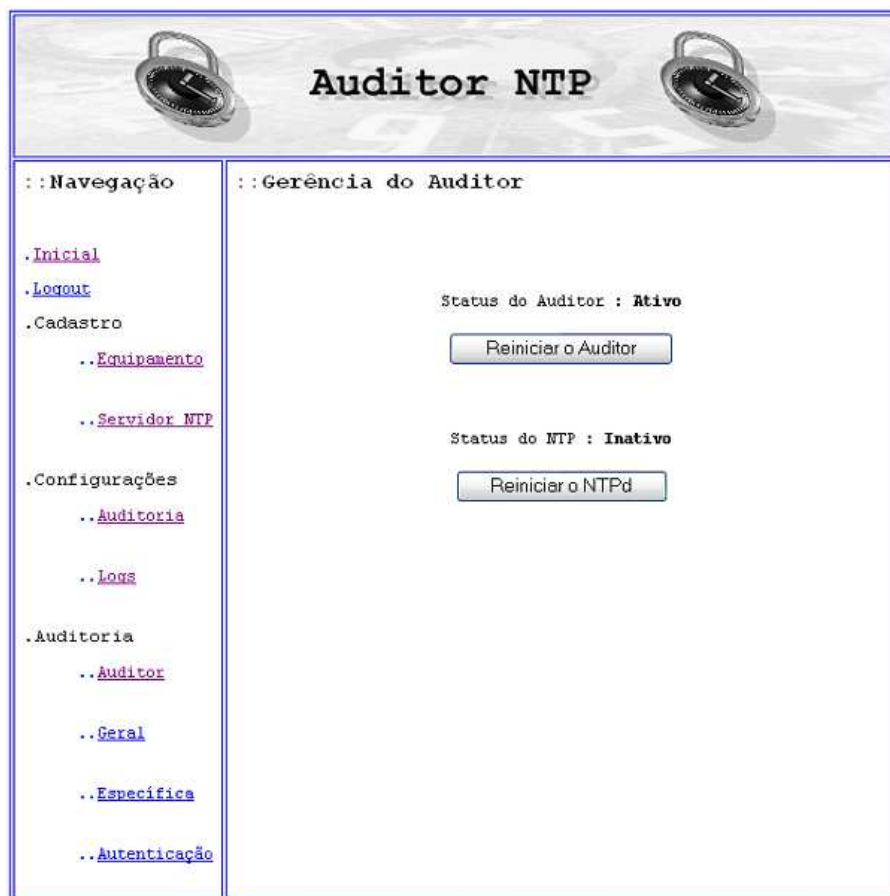 Auditor NTP
::Navegação
.Inicial
.Logout
.Cadastro
..Equipamento
..Servidor NTP
.Configurações
..Auditoria
..Logs
.Auditoria
..Auditor
..Geral
..Específica
..Autenticação
::Gerência do Auditor
Status do Auditor : Ativo
Reiniciar o Auditor
Status do NTP : Inativo
Reiniciar o NTPd